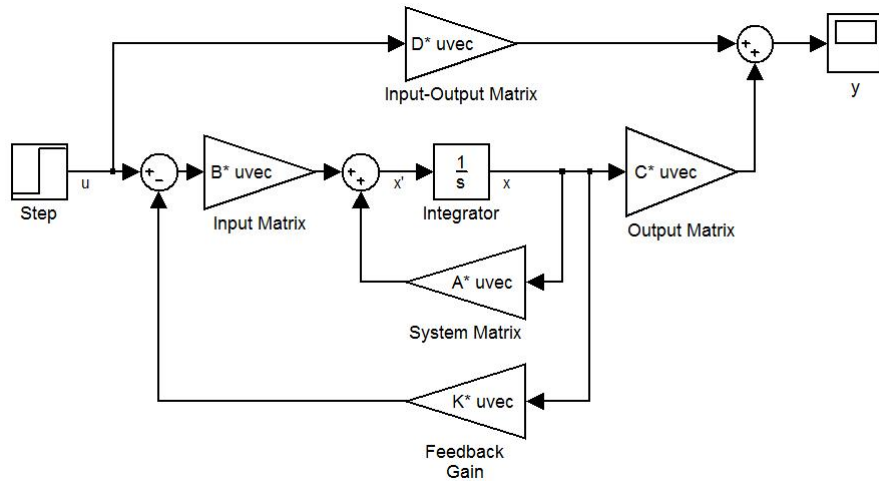 D* uvec
+
+
Input-Output Matrix
y
Step
u
+
−
B* uvec
Input Matrix
+
+
x'
1
s
Integrator
x
C* uvec
Output Matrix
A* uvec
System Matrix
K* uvec
Feedback
Gain